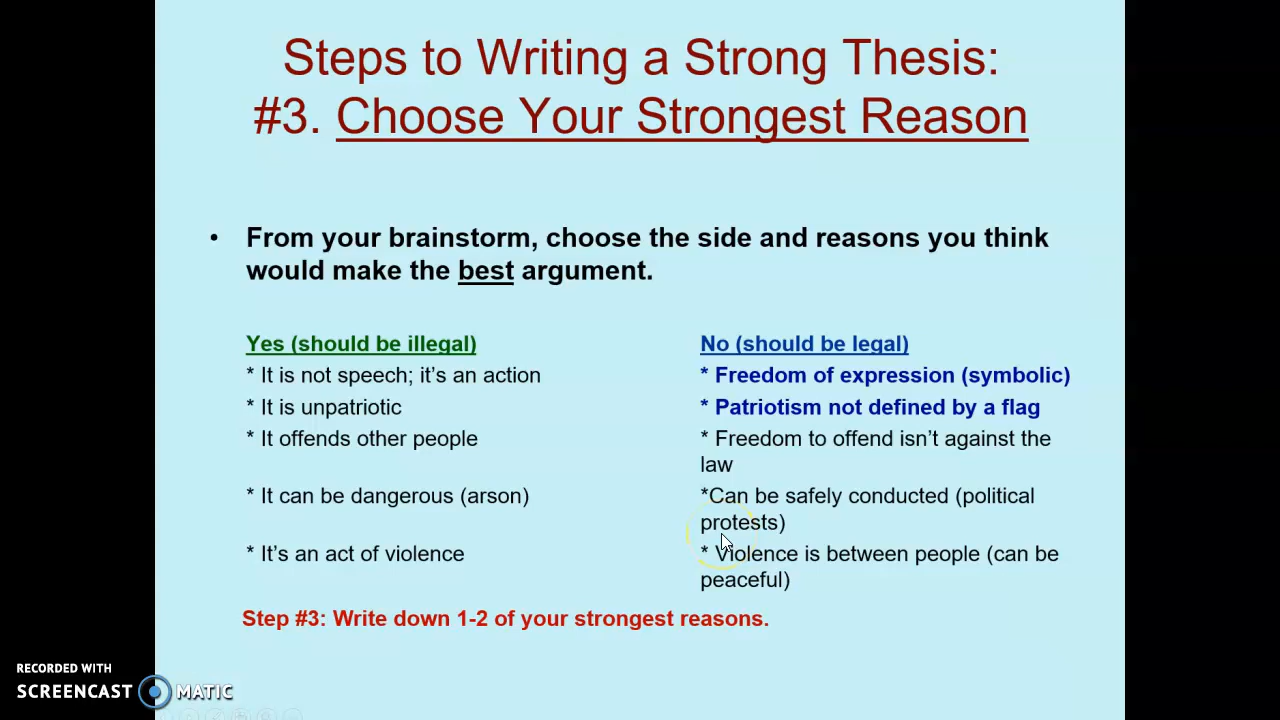 Steps to Writing a Strong Thesis:
#3. Choose Your Strongest Reason
• From your brainstorm, choose the side and reasons you think
would make the best argument.
Yes (should be illegal)
* It is not speech; it’s an action
* It is unpatriotic
* It offends other people
* It can be dangerous (arson)
* It’s an act of violence
No (should be legal)
* Freedom of expression (symbolic)
* Patriotism not defined by a flag
* Freedom to offend isn’t against the
law
*Can be safely conducted (political
protests)
* Violence is between people (can be
peaceful)
Step #3: Write down 1-2 of your strongest reasons.
RECORDED WITH
SCREENCAST MATIC